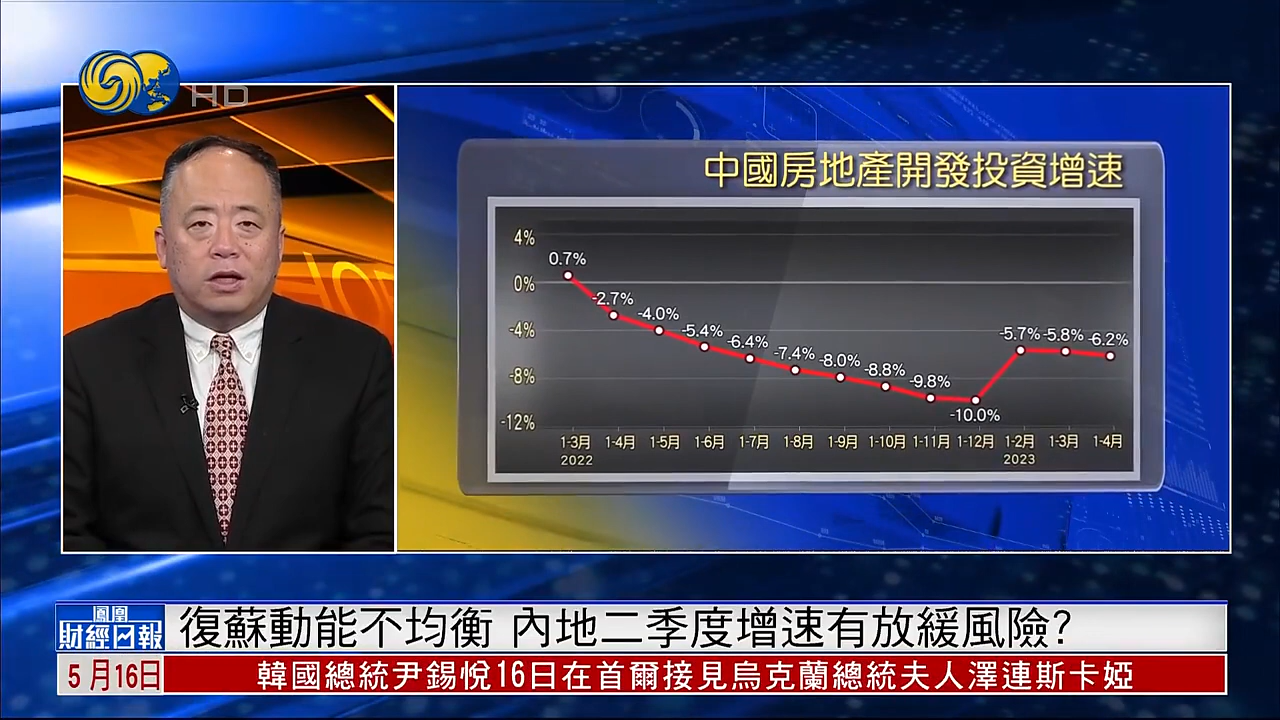 HD
中國房地產開發投資增速
4%
0%
-4%
-8%
-12%
0.7%
-2.7%
-4.0%
-5.4%
-6.4%
-7.4%
-8.0%
-8.8%
-9.8%
-10.0%
-5.7%
-5.8%
-6.2%
1-3月 1-4月 1-5月 1-6月 1-7月 1-8月 1-9月 1-10月 1-11月 1-12月 1-2月 1-3月 1-4月
2022 2023
鳳凰
財經日報
復蘇動能不均衡 內地二季度增速有放緩風險?
5月16日
韓國總統尹錫悅16日在首爾接見烏克蘭總統夫人澤連斯卡婭